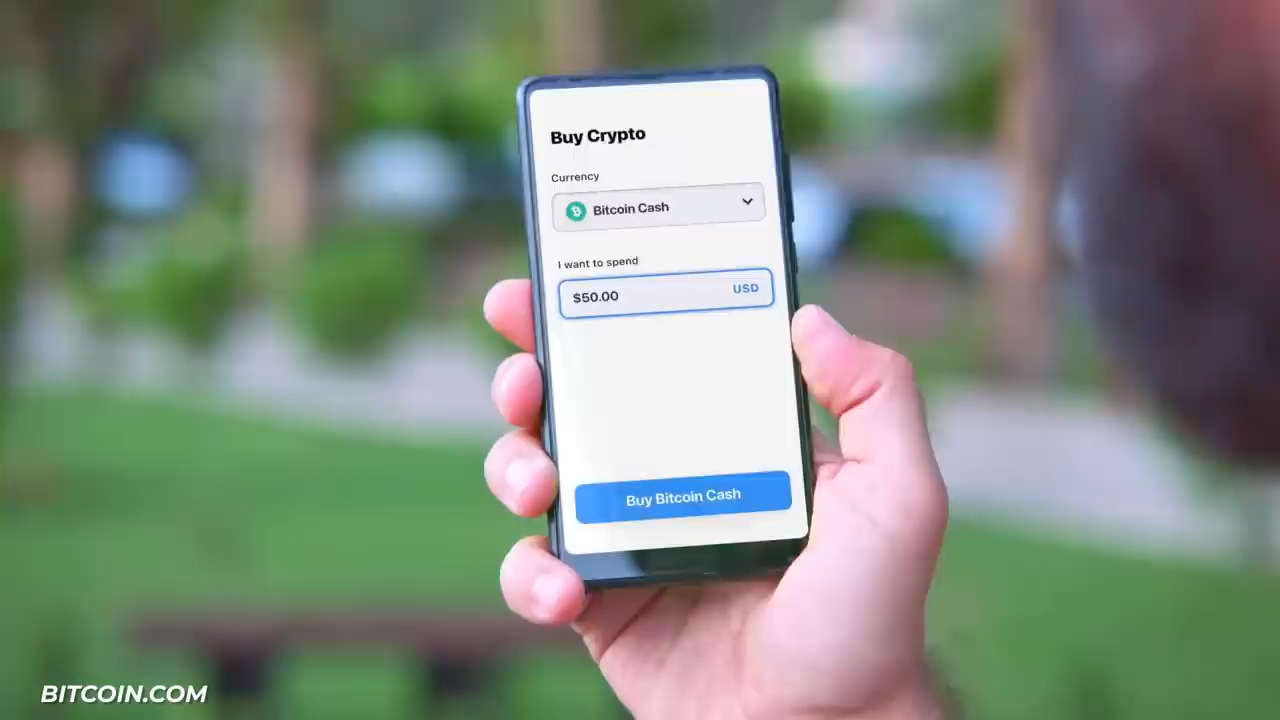 Buy Crypto
Currency
Bitcoin Cash
I want to spend
$50.00 USD
Buy Bitcoin Cash
BITCOIN.COM